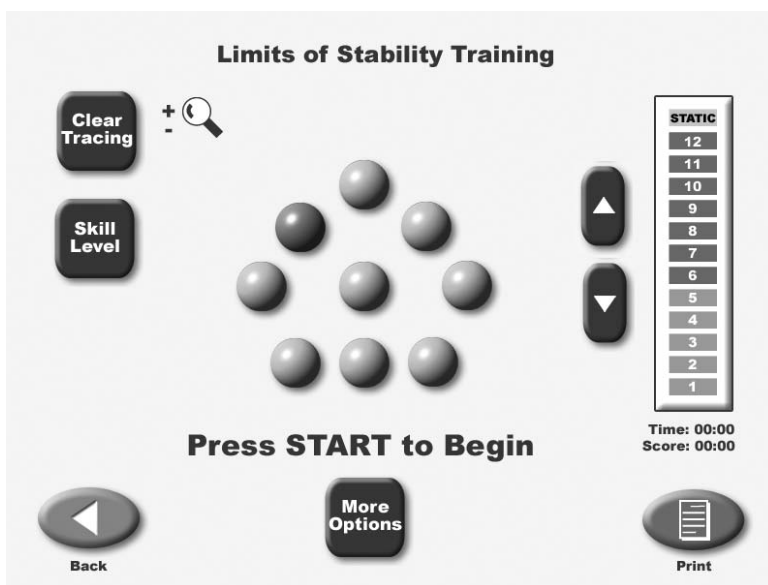 Limits of Stability Training
Clear
Tracing
+
-
Skill
Level
STATIC
12
11
10
9
8
7
6
5
4
3
2
1
Time: 00:00
Score: 00:00
Press START to Begin
More
Options
Back
Print